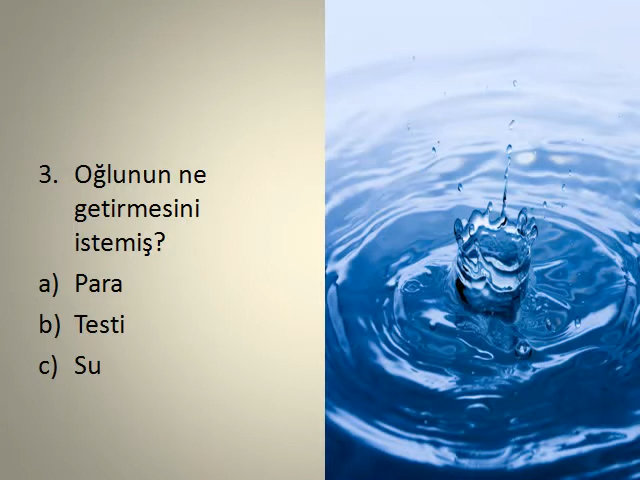 3. Oğlunun ne
getirmesini
istemiş?
a) Para
b) Testi
c) Su